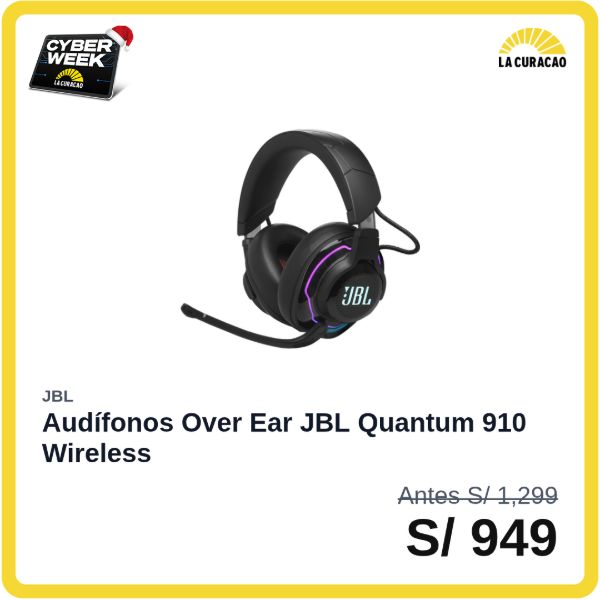 CYBER
WEEK
LA CURACAO
LA CURACAO
JBL
JBL
Audífonos Over Ear JBL Quantum 910
Wireless
Antes S/ 1,299
S/ 949